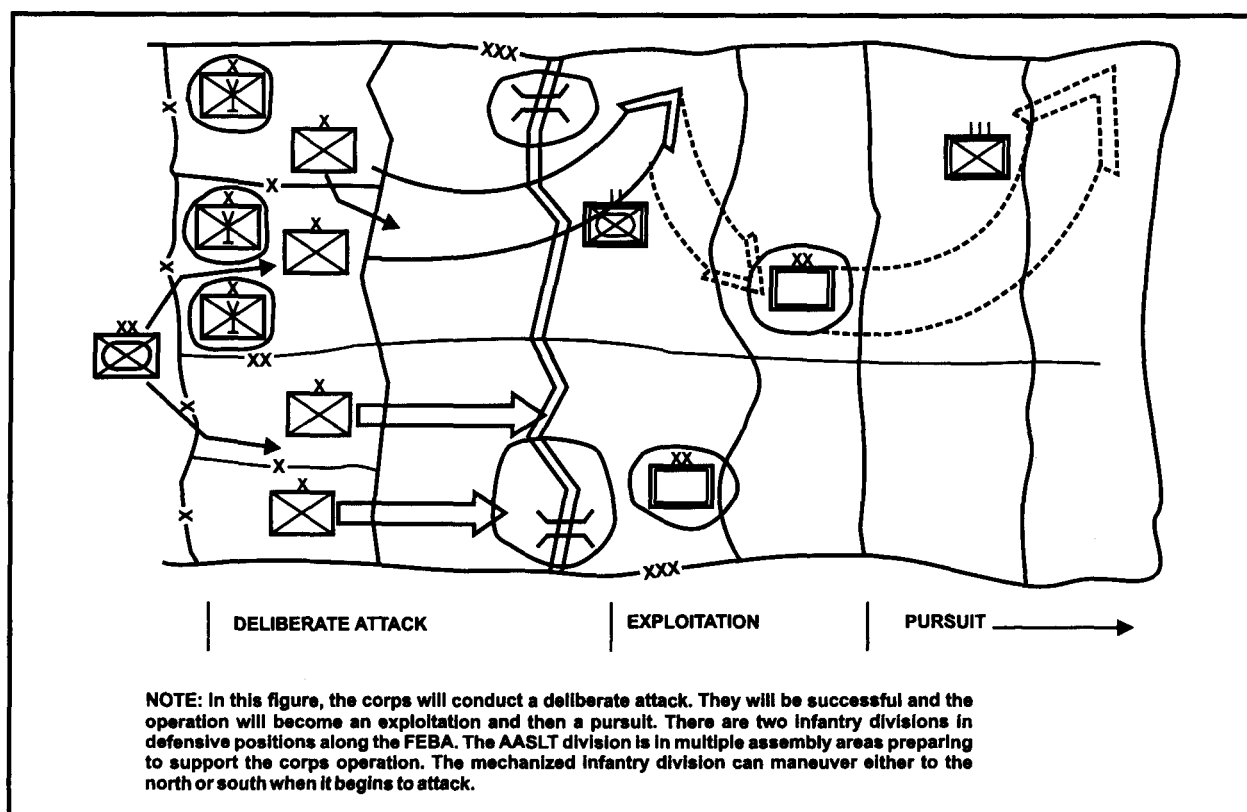 XXX
X
X
X
III
X
X
II
X
XX
X
X
XX
XX
X
X
XX
X
X
X
XXX
DELIBERATE ATTACK
EXPLOITATION
PURSUIT
NOTE: In this figure, the corps will conduct a deliberate attack. They will be successful and the
operation will become an exploitation and then a pursuit. There are two infantry divisions in
defensive positions along the FEBA. The AASLT division is in multiple assembly areas preparing
to support the corps operation. The mechanized infantry division can maneuver either to the
north or south when it begins to attack.